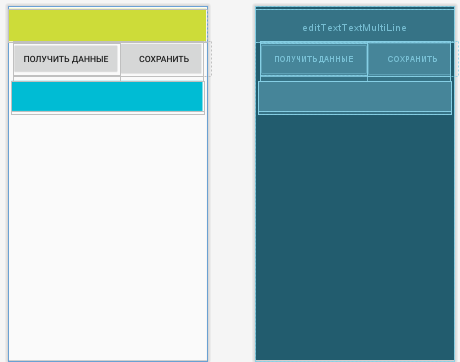 editTextTextMultiLine
ПОЛУЧИТЬ ДАННЫЕ СОХРАНИТЬ
ПОЛУЧИТЬ ДАННЫЕ СОХРАНИТЬ